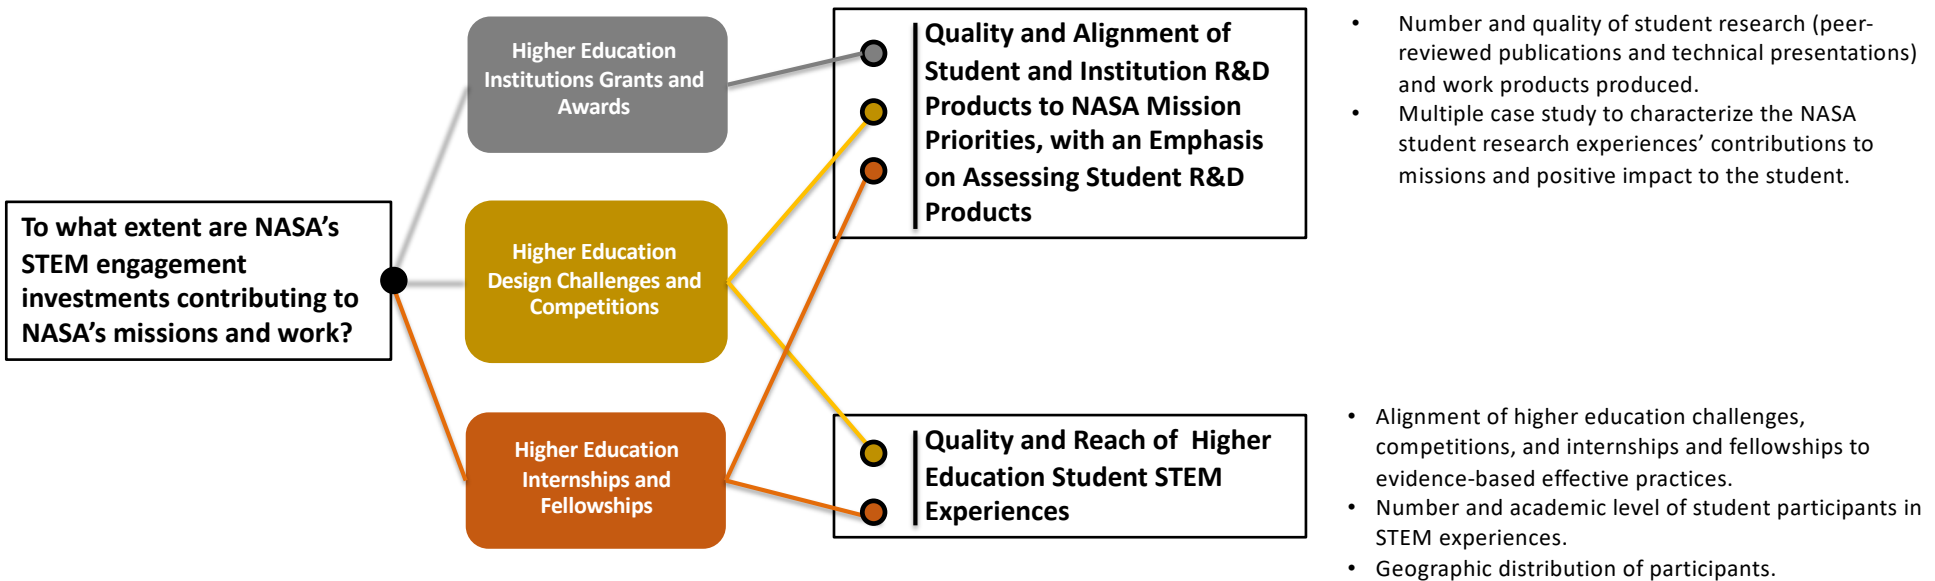 To what extent are NASA’s
STEM engagement
investments contributing to
NASA’s missions and work?
Higher Education
Institutions Grants and
Awards
Higher Education
Design Challenges and
Competitions
Higher Education
Internships and
Fellowships
Quality and Alignment of
Student and Institution R&D
Products to NASA Mission
Priorities, with an Emphasis
on Assessing Student R&D
Products
Quality and Reach of Higher
Education Student STEM
Experiences
• Number and quality of student research (peer-
reviewed publications and technical presentations)
and work products produced.
• Multiple case study to characterize the NASA
student research experiences’ contributions to
missions and positive impact to the student.
• Alignment of higher education challenges,
competitions, and internships and fellowships to
evidence-based effective practices.
• Number and academic level of student participants in
STEM experiences.
• Geographic distribution of participants.